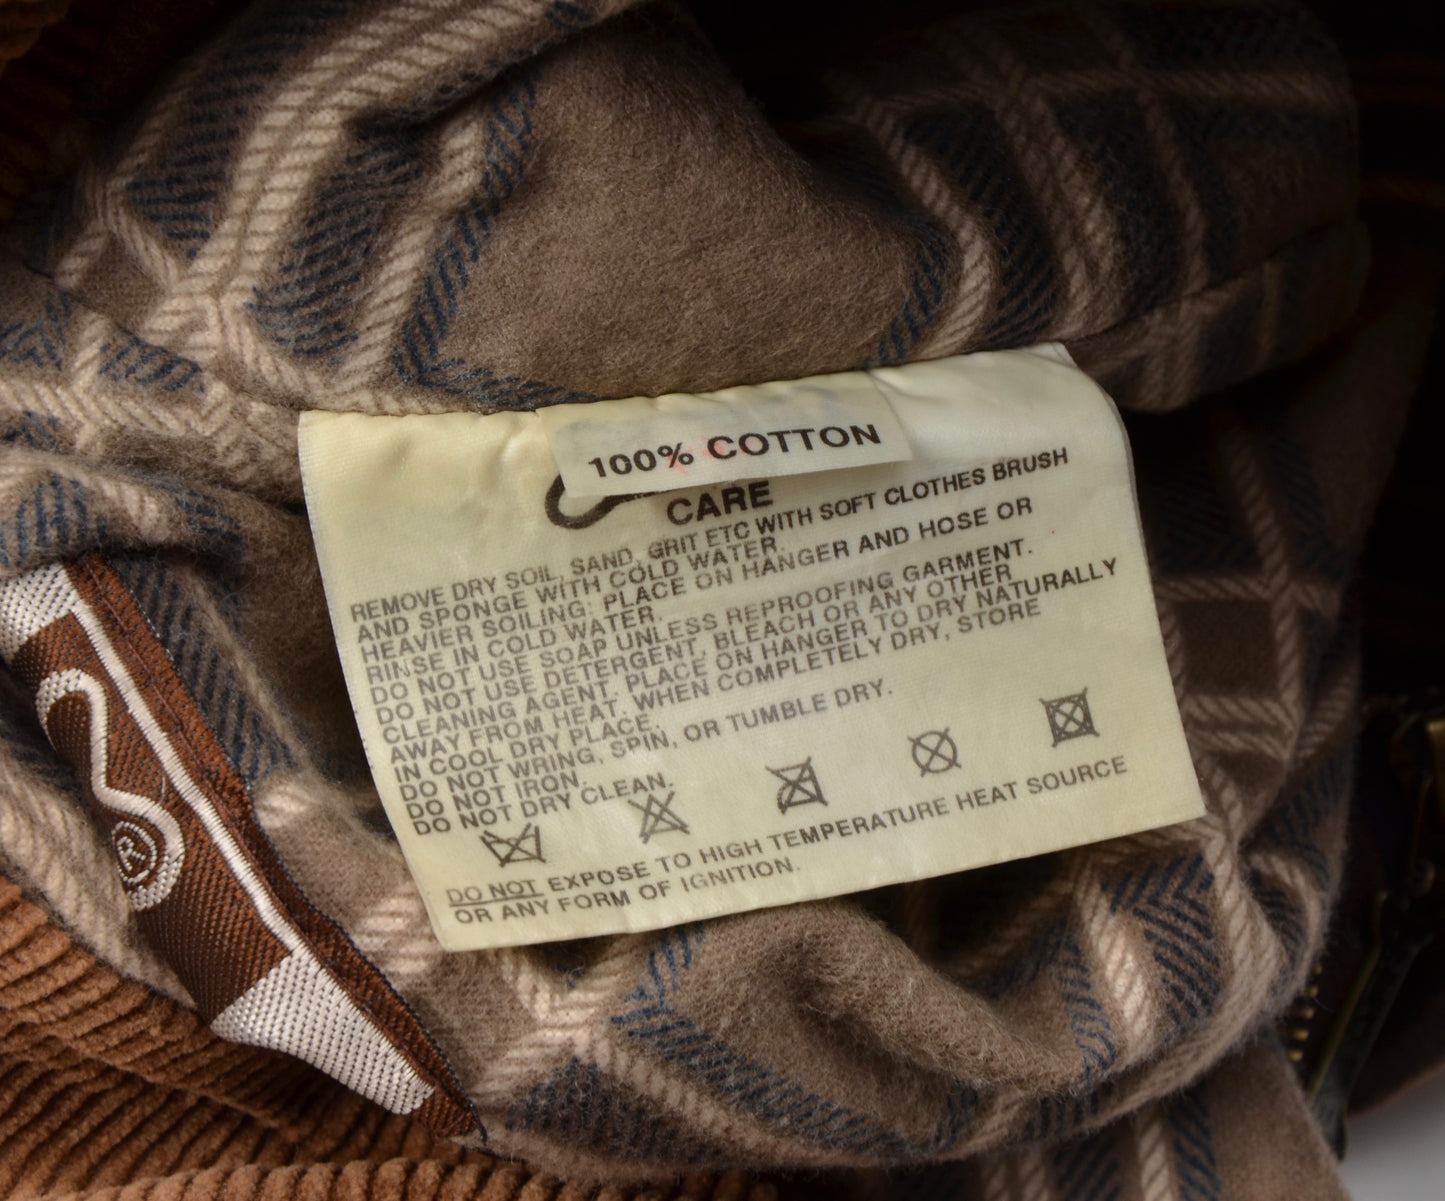 100% COTTON
CARE
REMOVE DRY SOIL, SAND, GRIT ETC WITH SOFT CLOTHES BRUSH
AND SPONGE WITH COLD WATER.
HEAVIER SOILING: PLACE ON HANGER AND HOSE OR
RINSE IN COLD WATER.
DO NOT USE SOAP UNLESS REPROOFING GARMENT.
DO NOT USE DETERGENT, BLEACH OR ANY OTHER
CLEANING AGENT. PLACE ON HANGER TO DRY NATURALLY
AWAY FROM HEAT. WHEN COMPLETELY DRY, STORE
IN COOL DRY PLACE.
DO NOT WRING, SPIN, OR TUMBLE DRY.
DO NOT IRON.
DO NOT DRY CLEAN.
DO NOT EXPOSE TO HIGH TEMPERATURE HEAT SOURCE
OR ANY FORM OF IGNITION.
®